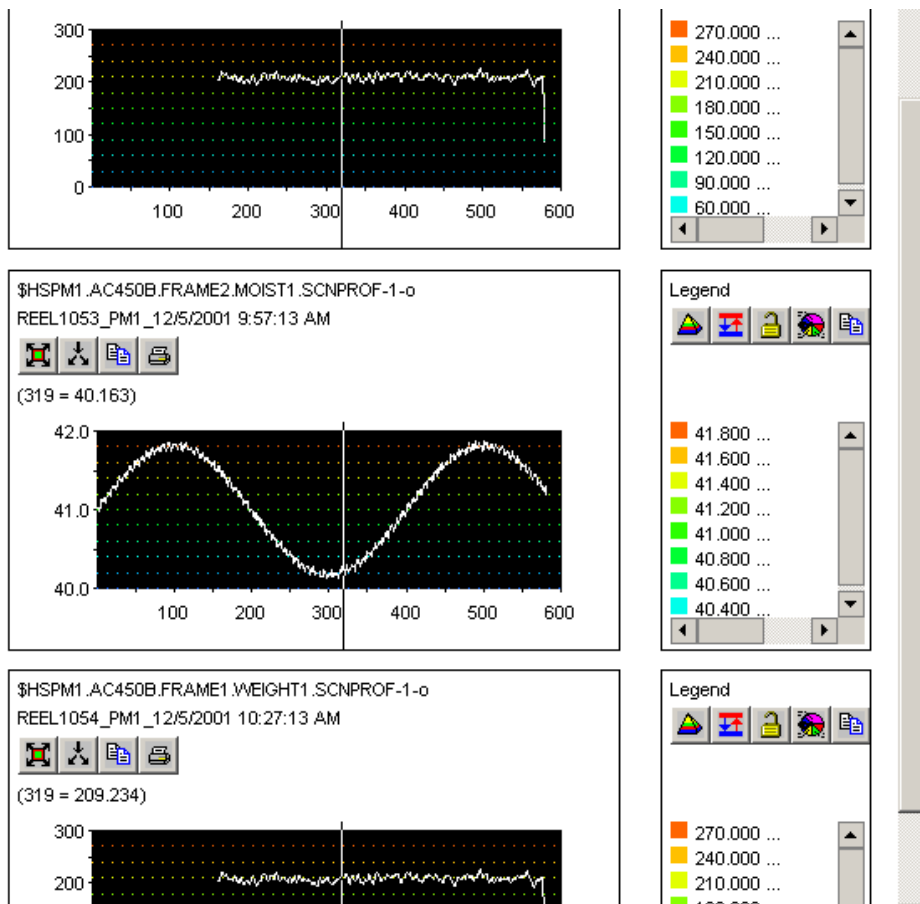 300
200
100
0
100 200 300 400 500 600
270.000 ...
240.000 ...
210.000 ...
180.000 ...
150.000 ...
120.000 ...
90.000 ...
60.000 ...
$HSPM1.AC450B.FRAME2.MOIST1.SCNPROF-1-o
REEL1053_PM1_12/5/2001 9:57:13 AM
(319 = 40.163)
42.0
41.0
40.0
100 200 300 400 500 600
Legend
41.800 ...
41.600 ...
41.400 ...
41.200 ...
41.000 ...
40.800 ...
40.600 ...
40.400 ...
$HSPM1.AC450B.FRAME1.WEIGHT1.SCNPROF-1-o
REEL1054_PM1_12/5/2001 10:27:13 AM
(319 = 209.234)
300
200
Legend
270.000 ...
240.000 ...
210.000 ...